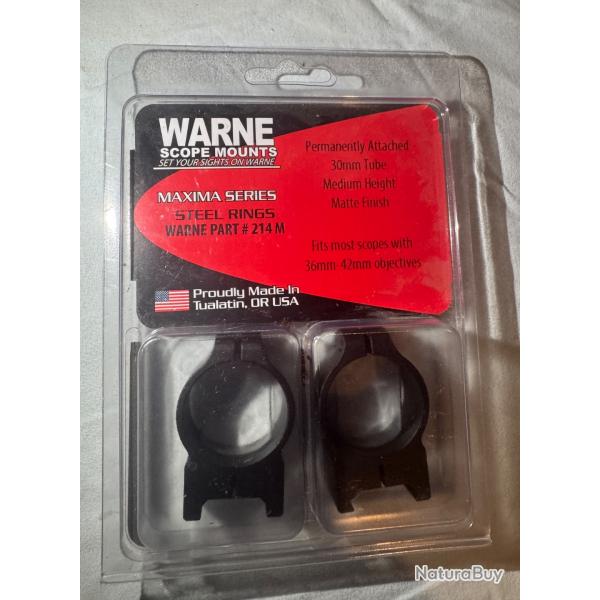 WARNE
SCOPE MOUNTS
SET YOUR SIGHTS ON WARNE
MAXIMA SERIES
STEEL RINGS
WARNE PART # 214 M
Proudly Made In
Tualatin, OR USA
Permanently Attached
30mm Tube
Medium Height
Matte Finish
Fits most scopes with
36mm-42mm objectives
NaturaBuy